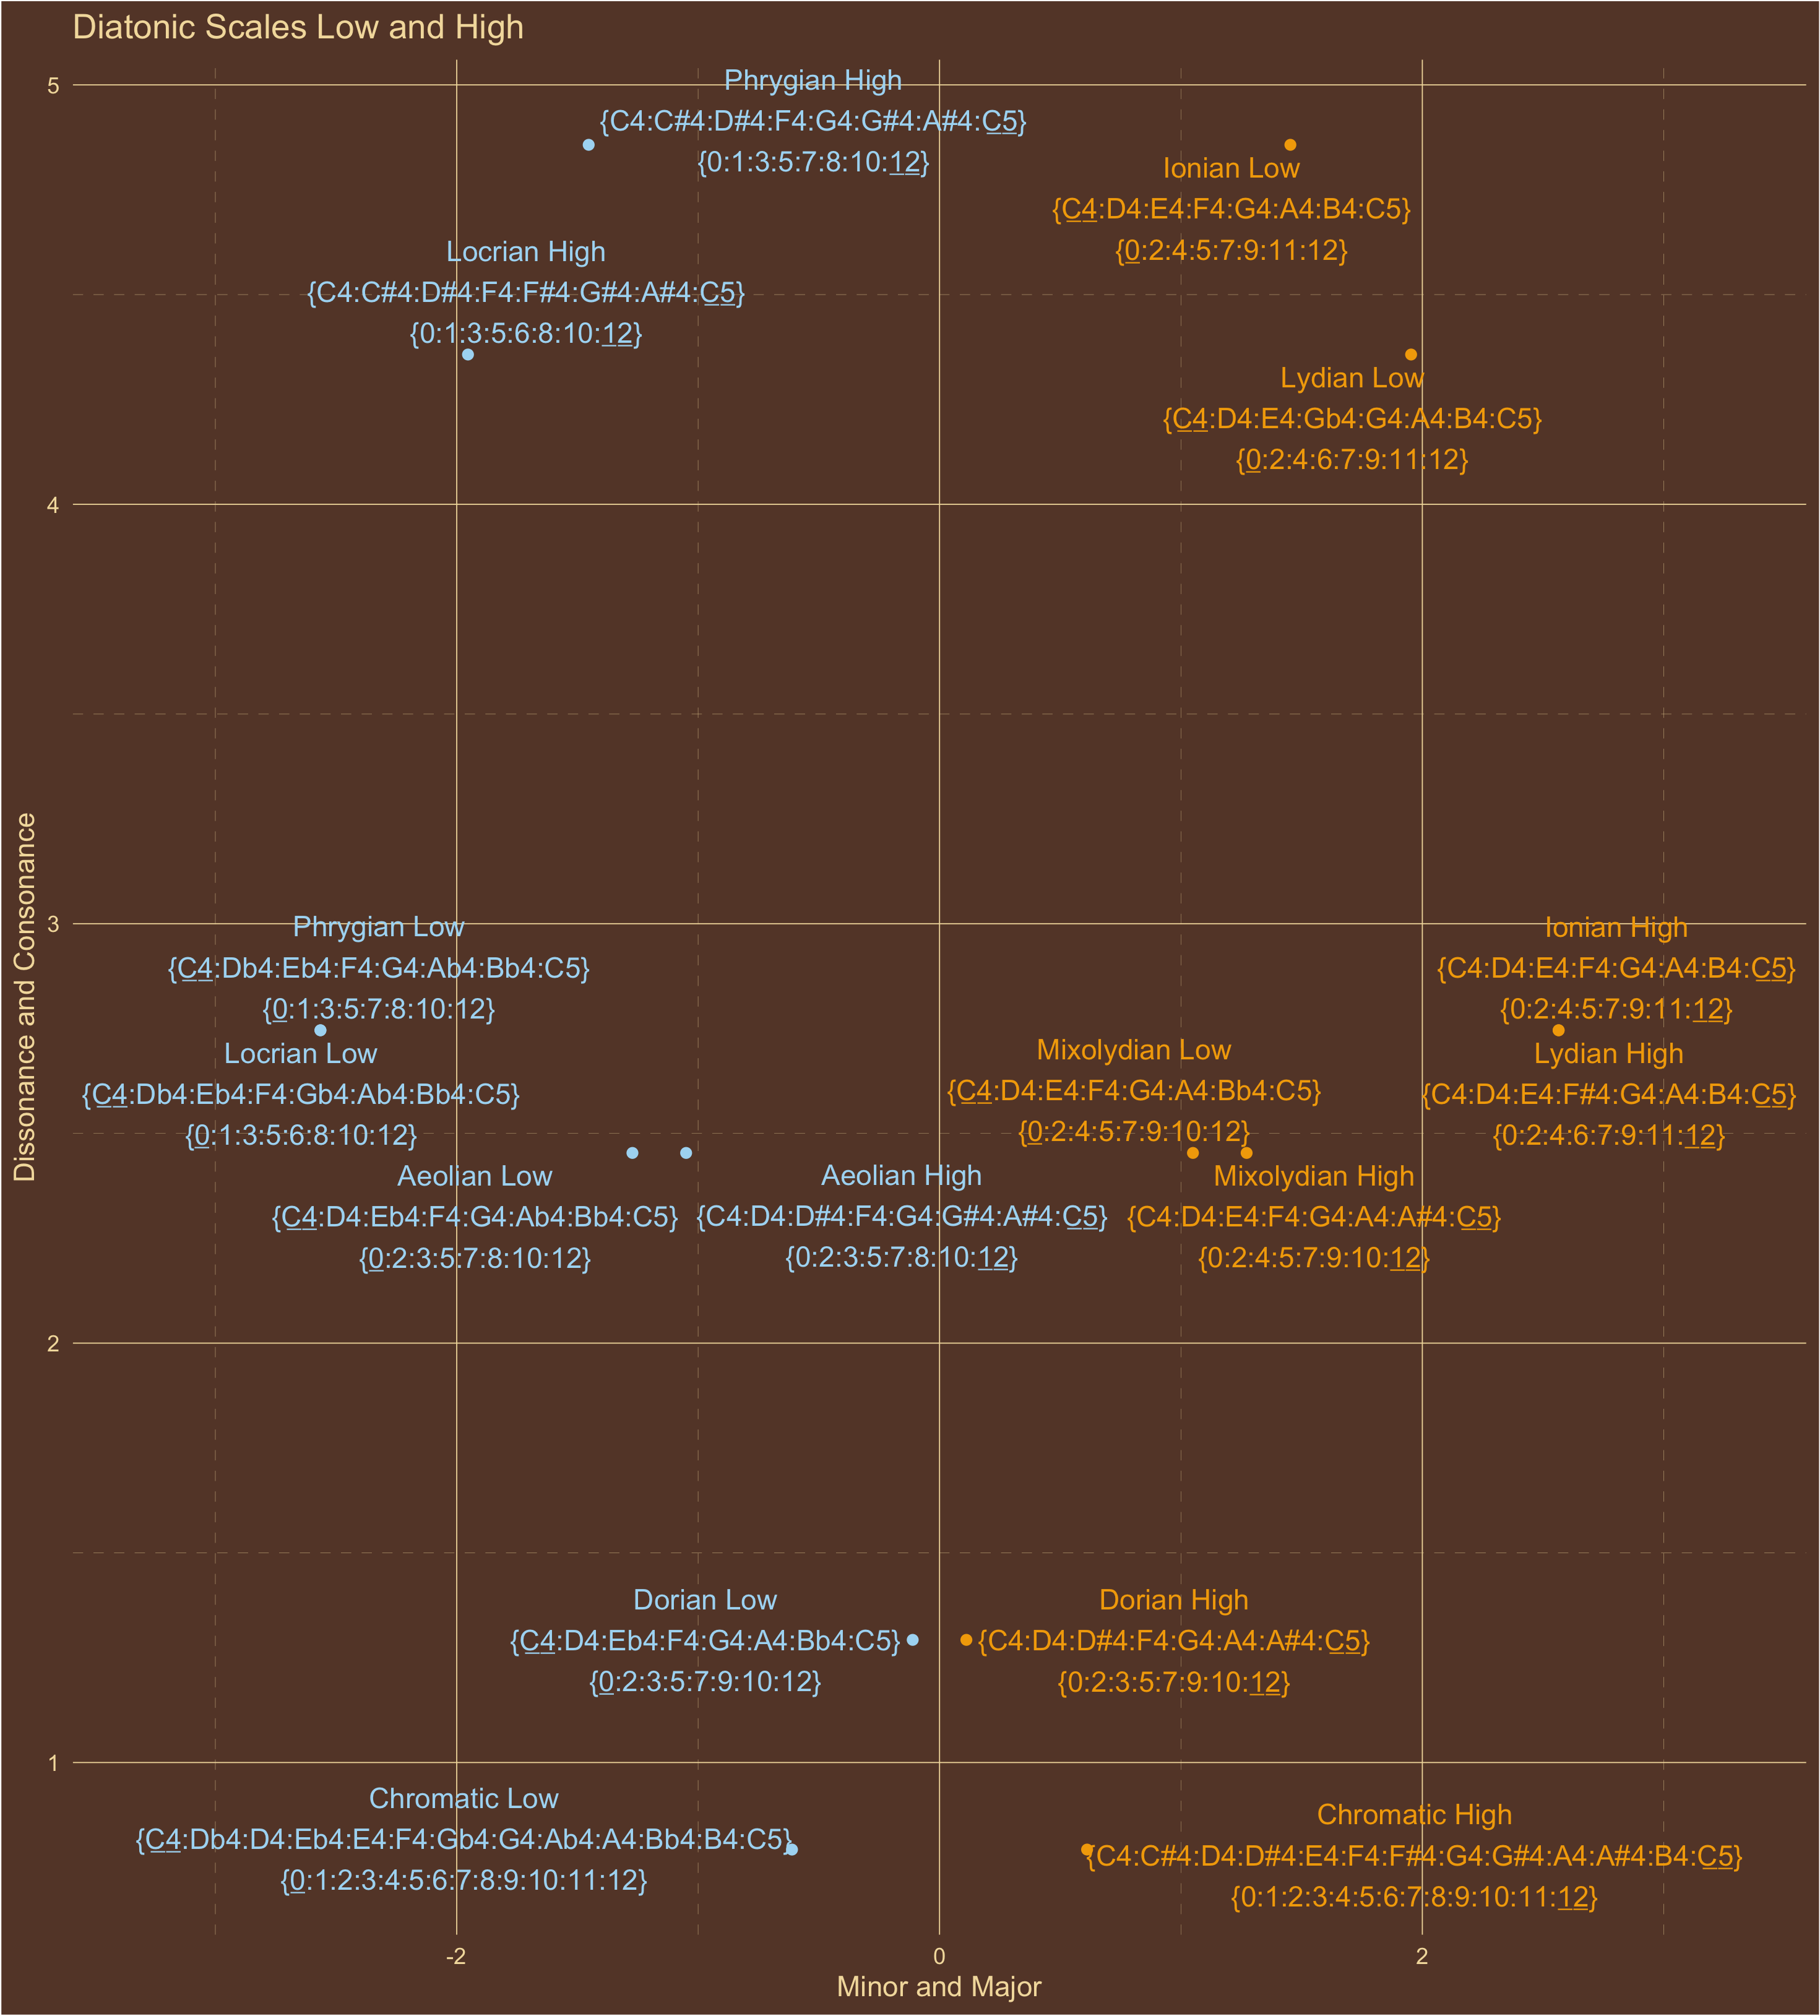 Diatonic Scales Low and High
5
Phrygian High
{C4:C#4:D#4:F4:G4:G#4:A#4:C5}
{0:1:3:5:7:8:10:12}
Ionian Low
{C4:D4:E4:F4:G4:A4:B4:C5}
{0:2:4:5:7:9:11:12}
Locrian High
{C4:C#4:D#4:F4:F#4:G#4:A#4:C5}
{0:1:3:5:6:8:10:12}
Lydian Low
{C4:D4:E4:Gb4:G4:A4:B4:C5}
{0:2:4:6:7:9:11:12}
4
Dissonance and Consonance
3
Phrygian Low
{C4:Db4:Eb4:F4:G4:Ab4:Bb4:C5}
{0:1:3:5:7:8:10:12}
Ionian High
{C4:D4:E4:F4:G4:A4:B4:C5}
{0:2:4:5:7:9:11:12}
Locrian Low
{C4:Db4:Eb4:F4:Gb4:Ab4:Bb4:C5}
{0:1:3:5:6:8:10:12}
Mixolydian Low
{C4:D4:E4:F4:G4:A4:Bb4:C5}
{0:2:4:5:7:9:10:12}
Lydian High
{C4:D4:E4:F#4:G4:A4:B4:C5}
{0:2:4:6:7:9:11:12}
Aeolian Low
{C4:D4:Eb4:F4:G4:Ab4:Bb4:C5}
{0:2:3:5:7:8:10:12}
Aeolian High
{C4:D4:D#4:F4:G4:G#4:A#4:C5}
{0:2:3:5:7:8:10:12}
Mixolydian High
{C4:D4:E4:F4:G4:A4:A#4:C5}
{0:2:4:5:7:9:10:12}
2
Dorian Low
{C4:D4:Eb4:F4:G4:A4:Bb4:C5}
{0:2:3:5:7:9:10:12}
Dorian High
{C4:D4:D#4:F4:G4:A4:A#4:C5}
{0:2:3:5:7:9:10:12}
1
Chromatic Low
{C4:Db4:D4:Eb4:E4:F4:Gb4:G4:Ab4:A4:Bb4:B4:C5}
{0:1:2:3:4:5:6:7:8:9:10:11:12}
Chromatic High
{C4:C#4:D4:D#4:E4:F4:F#4:G4:G#4:A4:A#4:B4:C5}
{0:1:2:3:4:5:6:7:8:9:10:11:12}
-2
0
2
Minor and Major